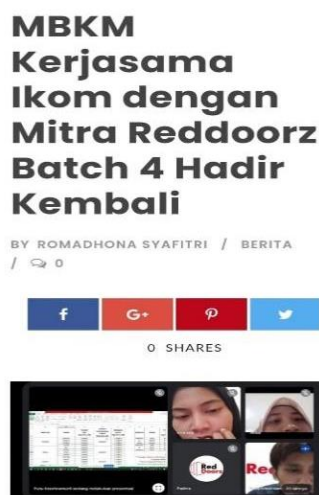 MBKM
Kerjasama
Ikom dengan
Mitra Reddoorz
Batch 4 Hadir
Kembali
BY ROMADHONA SYAFITRI / BERITA
/ 0
f G+
0 SHARES
Red
Doorz
Re